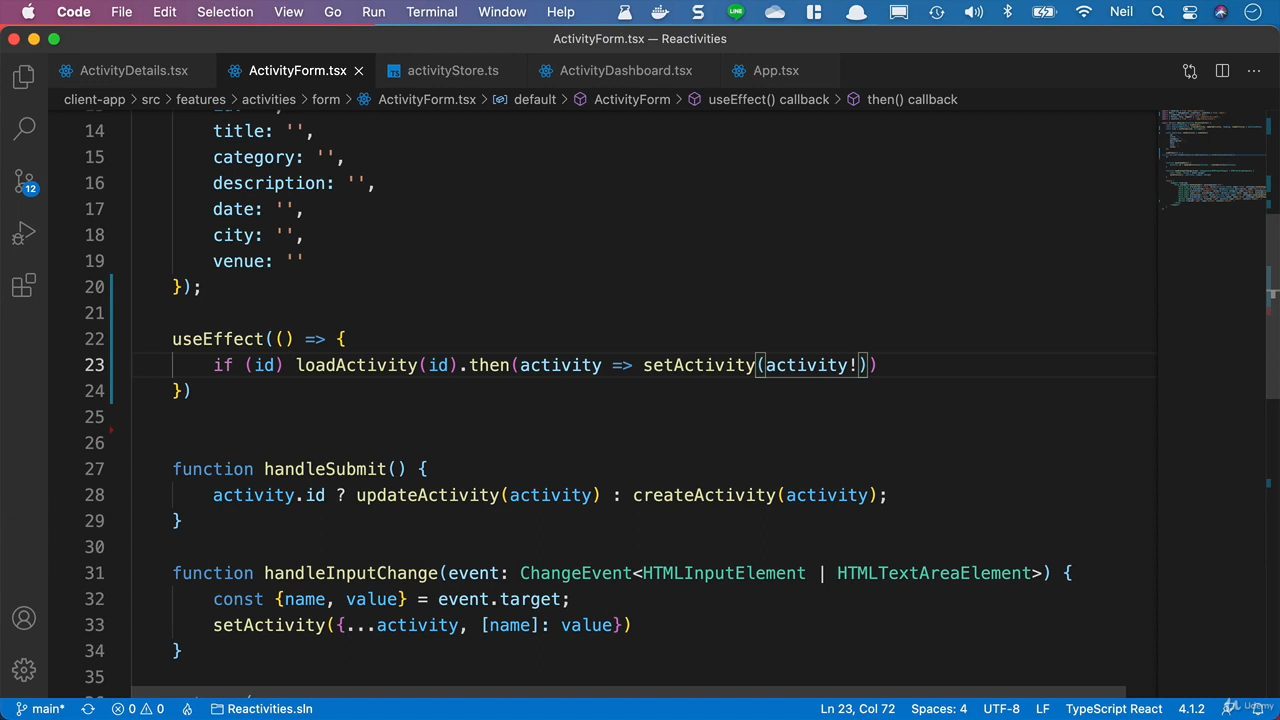 Code File Edit Selection View Go Run Terminal Window Help LINE Neil
ActivityForm.tsx — Reactivities
ActivityDetails.tsx ActivityForm.tsx TS activityStore.ts ActivityDashboard.tsx App.tsx
client-app > src > features > activities > form > ActivityForm.tsx > default > ActivityForm > useEffect() callback > then() callback
14 title: '',
15 category: '',
16 description: '',
17 date: '',
18 city: '',
19 venue: ''
20 });
21
22 useEffect(() => {
23 if (id) loadActivity(id).then(activity => setActivity(activity!))
24 })
25
26
27 function handleSubmit() {
28 activity.id ? updateActivity(activity) : createActivity(activity);
29 }
30
31 function handleInputChange(event: ChangeEvent<HTMLInputElement | HTMLTextAreaElement>) {
32 const {name, value} = event.target;
33 setActivity({...activity, [name]: value})
34 }
35
12
main* 0 0 Reactivities.sln Ln 23, Col 72 Spaces: 4 UTF-8 LF TypeScript React 4.1.2
Udemy